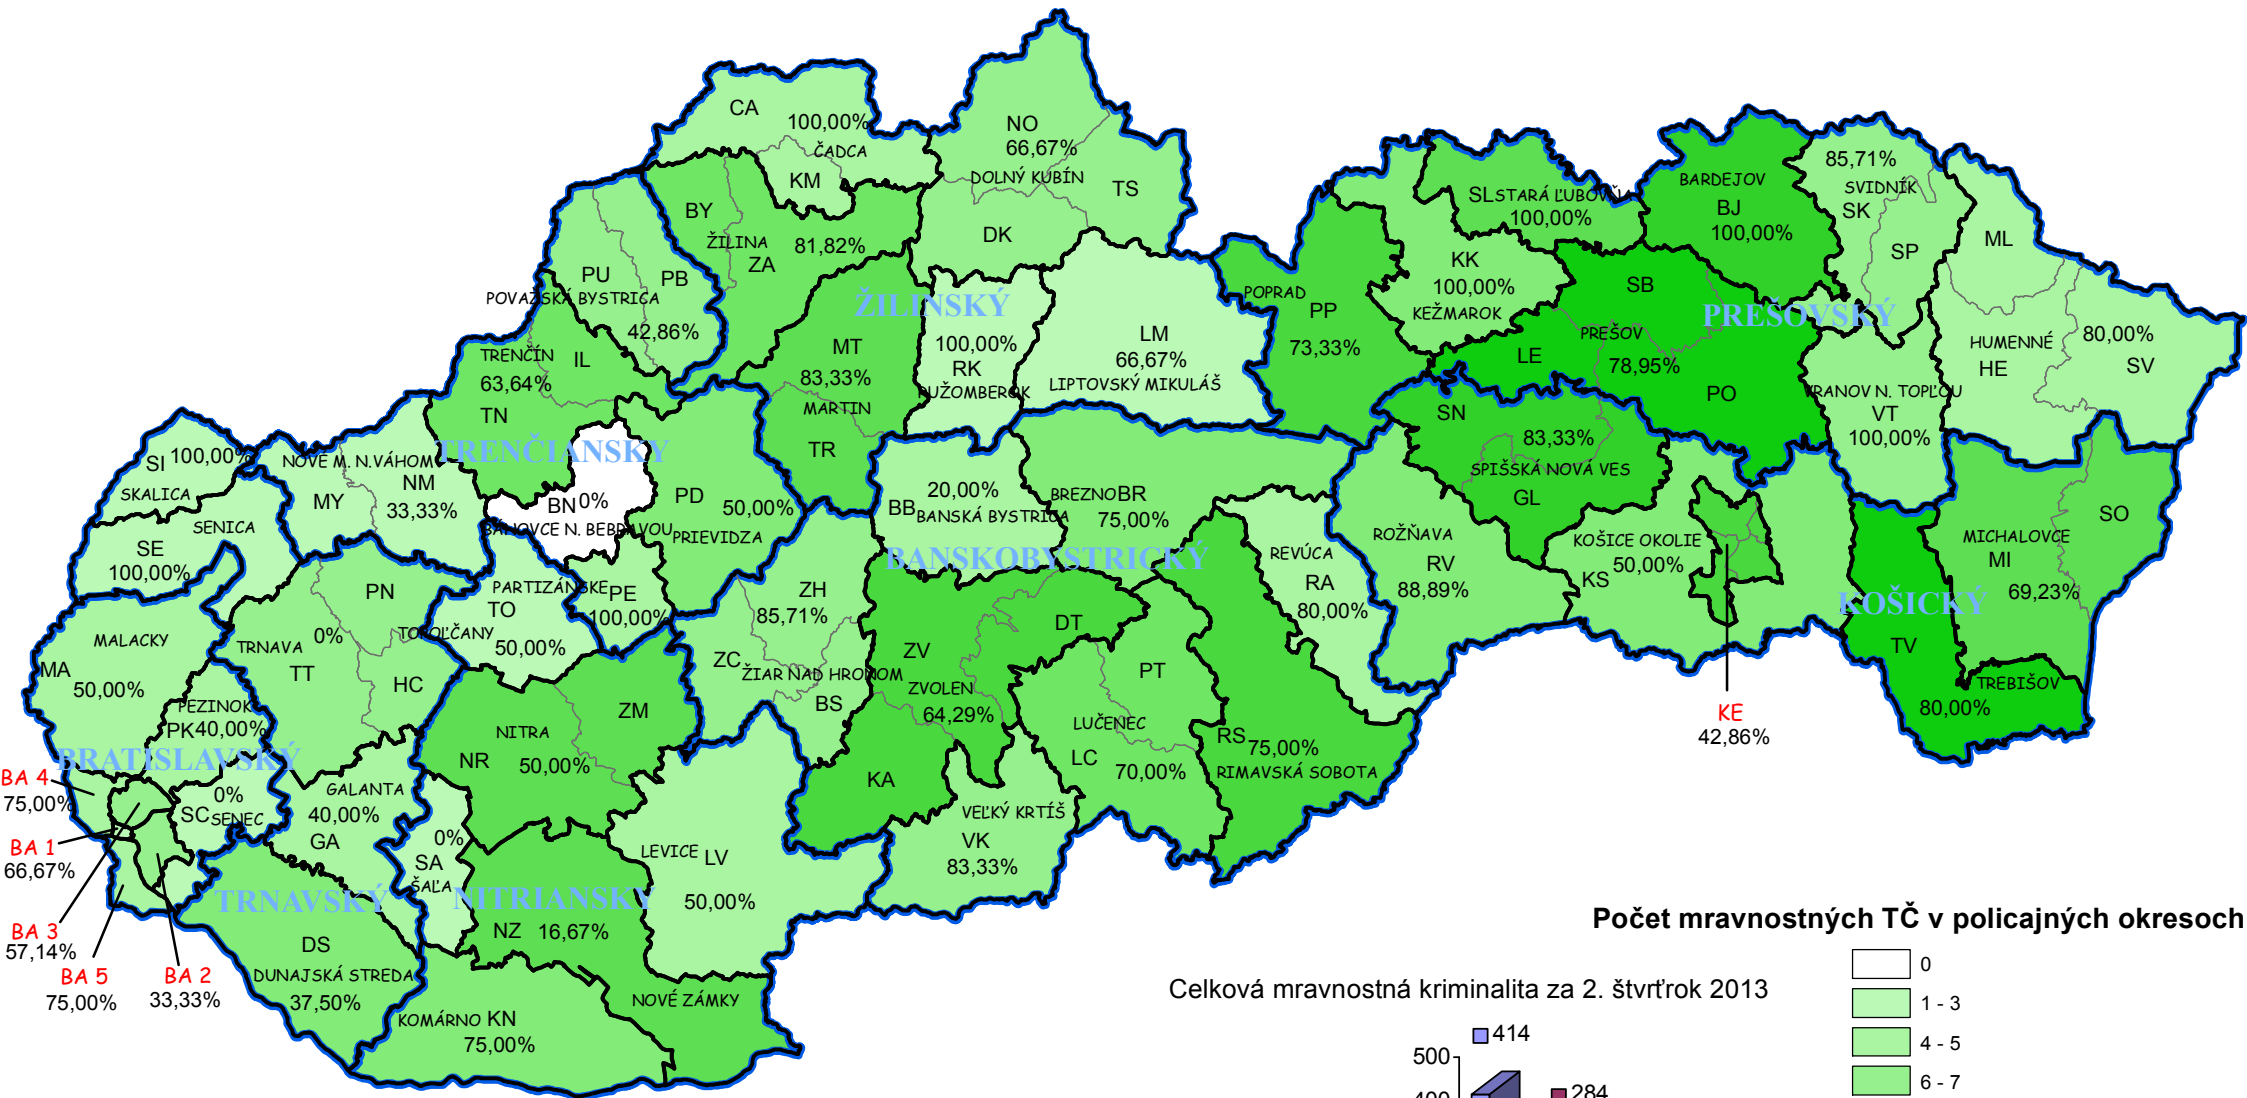 CA
100,00%
ČADCA
KM
NO
66,67%
DOLNÝ KUBÍN
TS
DK
BY
ŽILINA
81,82%
ZA
PU
PB
POVAŽSKÁ BYSTRICA
42,86%
ŽILINSKÝ
MT
83,33%
MARTIN
TR
100,00%
RK
RUŽOMBEROK
LM
66,67%
LIPTOVSKÝ MIKULÁŠ
TRENČÍN
IL
63,64%
TN
TRENČIANSKY
BN 0%
BÁNOVCE N. BEBRAVOU
PD
50,00%
PRIEVIDZA
PARTIZÁNSKE
PE
100,00%
NOVÉ M. N.VÁHOM
NM
MY
33,33%
SI 100,00%
SKALICA
SENICA
SE
100,00%
POPRAD
PP
73,33%
KK
100,00%
KEŽMAROK
SL STARÁ ĽUBOVŇA
100,00%
BARDEJOV
BJ
100,00%
85,71%
SVIDNÍK
SK
SP
ML
SB
PREŠOVSKÝ
PREŠOV
LE
78,95%
PO
HUMENNÉ
HE
80,00%
SV
VRANOV N. TOPĽOU
VT
100,00%
SN
83,33%
SPIŠSKÁ NOVÁ VES
GL
ROŽŇAVA
RV
88,89%
KOŠICE OKOLIE
50,00%
KS
KE
42,86%
SO
MICHALOVCE
MI
69,23%
KOŠICKÝ
TV
TREBIŠOV
80,00%
20,00%
BB BANSKÁ BYSTRICA
BREZNO BR
75,00%
BANSKOBYSTRICKÝ
REVÚCA
RA
80,00%
ZH
85,71%
ZC
ŽIAR NAD HRONOM
BS
DT
ZV
ZVOLEN
64,29%
KA
PT
LUČENEC
LC
70,00%
RS 75,00%
RIMAVSKÁ SOBOTA
VEĽKÝ KRTÍŠ
VK
83,33%
PN
TRNAVA
0%
TT
HC
TOPOĽČANY
TO
50,00%
MALACKY
MA
50,00%
PEZINOK
PK 40,00%
BRATISLAVSKÝ
BA 4
75,00%
BA 1
66,67%
BA 3
57,14%
BA 5
75,00%
BA 2
33,33%
0%
SC SENEC
GALANTA
40,00%
GA
TRNAVSKÝ
DS
DUNAJSKÁ STREDA
37,50%
NITRA
ZM
NR
50,00%
0%
SA
ŠAĽA
NITRIANSKY
NZ 16,67%
NOVÉ ZÁMKY
LEVICE LV
50,00%
KOMÁRNO KN
75,00%
Počet mravnostných TČ v policajných okresoch
0
1 - 3
4 - 5
6 - 7
Celková mravnostná kriminalita za 2. štvrťrok 2013
414
500
284
400